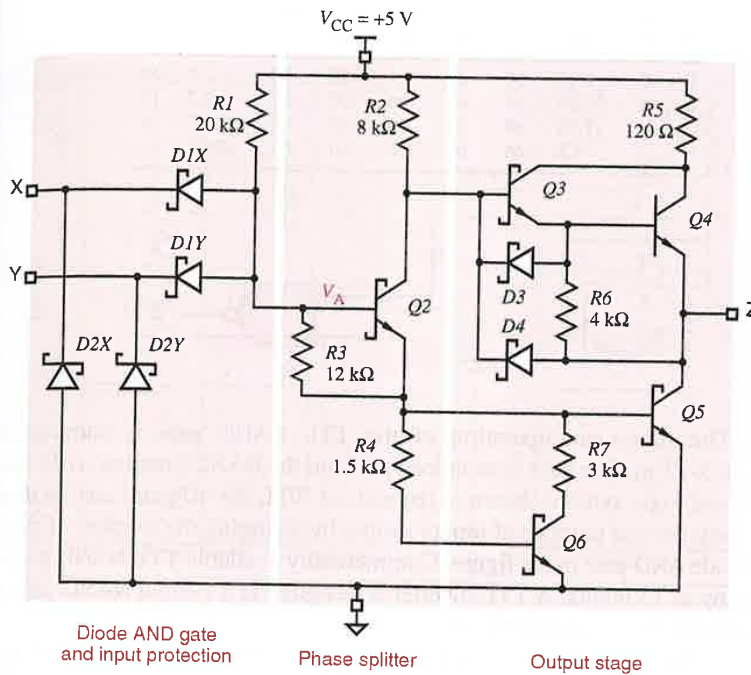 V_CC = +5 V
R1
20 kΩ
R2
8 kΩ
R5
120 Ω
D1X
X
Q3
Q4
D1Y
Y
V_A
Q2
D3
R6
4 kΩ
Z
D4
D2X
D2Y
R3
12 kΩ
Q5
R4
1.5 kΩ
R7
3 kΩ
Q6
Diode AND gate
and input protection
Phase splitter
Output stage